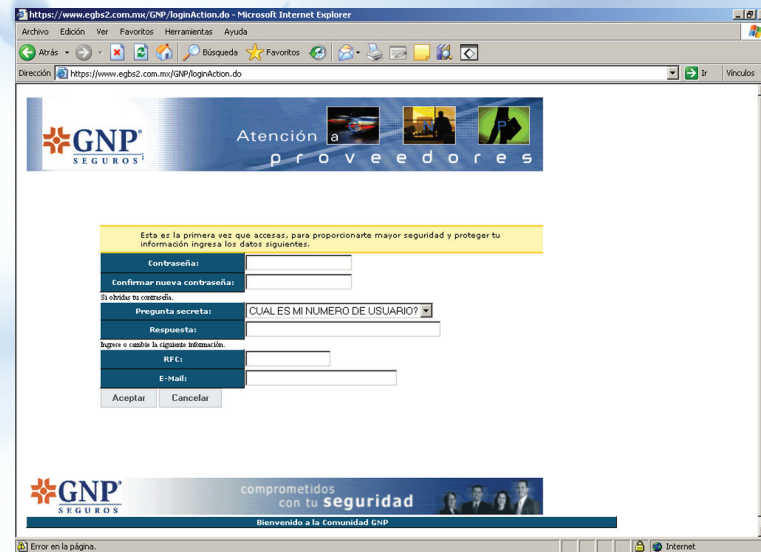 https://www.egbs2.com.mx/GNP/loginAction.do - Microsoft Internet Explorer
Archivo Edición Ver Favoritos Herramientas Ayuda
Atrás Búsqueda Favoritos
Dirección https://www.egbs2.com.mx/GNP/loginAction.do Ir Vínculos
GNP
SEGUROS
Atención a C I P
proveedores
Esta es la primera vez que accesas, para proporcionarte mayor seguridad y proteger tu
información ingresa los datos siguientes.
Contraseña:
Confirmar nueva contraseña:
Si olvidas tu contraseña.
Pregunta secreta: CUAL ES MI NUMERO DE USUARIO?
Respuesta:
Ingrese o cambie la siguiente información.
RFC:
E-Mail:
Aceptar Cancelar
GNP
SEGUROS
comprometidos
con tu seguridad
Bienvenido a la Comunidad GNP
Error en la página. Internet